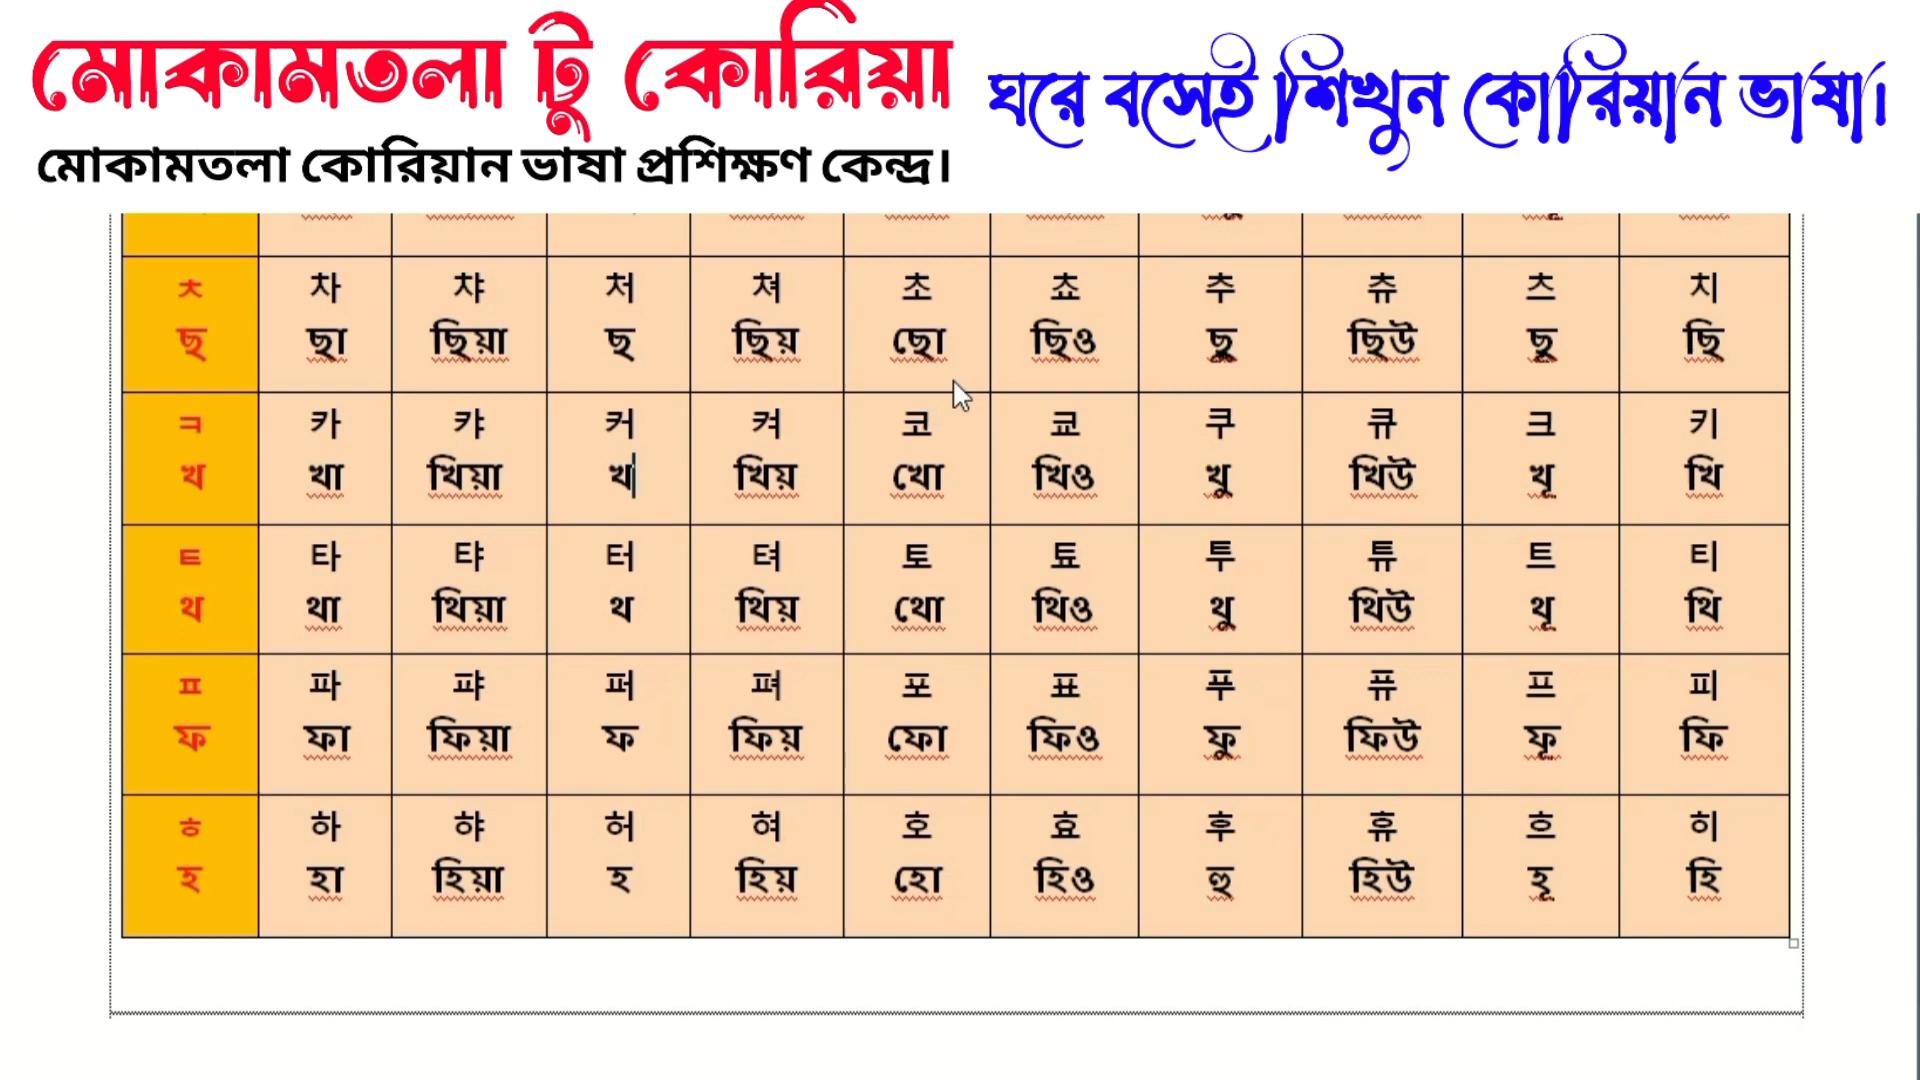 মোকামতলা টু কোরিয়া
ঘরে বসেই শিখুন কোরিয়ান ভাষা।
মোকামতলা কোরিয়ান ভাষা প্রশিক্ষণ কেন্দ্র।
ㅊ 차 챠 처 쳐 초 쵸 추 츄 츠 치
ছ ছা ছিয়া ছ ছিয় ছো ছিও ছু ছিউ ছূ ছি
ㅋ 카 캬 커 켜 코 쿄 쿠 큐 크 키
খ খা খিয়া খ খিয় খো খিও খু খিউ খূ খি
ㅌ 타 탸 터 텨 토 툐 투 튜 트 티
থ থা থিয়া থ থিয় থো থিও থু থিউ থূ থি
ㅍ 파 퍄 퍼 펴 포 표 푸 퓨 프 피
ফ ফা ফিয়া ফ ফিয় ফো ফিও ফু ফিউ ফূ ফি
ㅎ 하 햐 허 혀 호 효 후 휴 흐 히
হ হা হিয়া হ হিয় হো হিও হু হিউ হূ হি